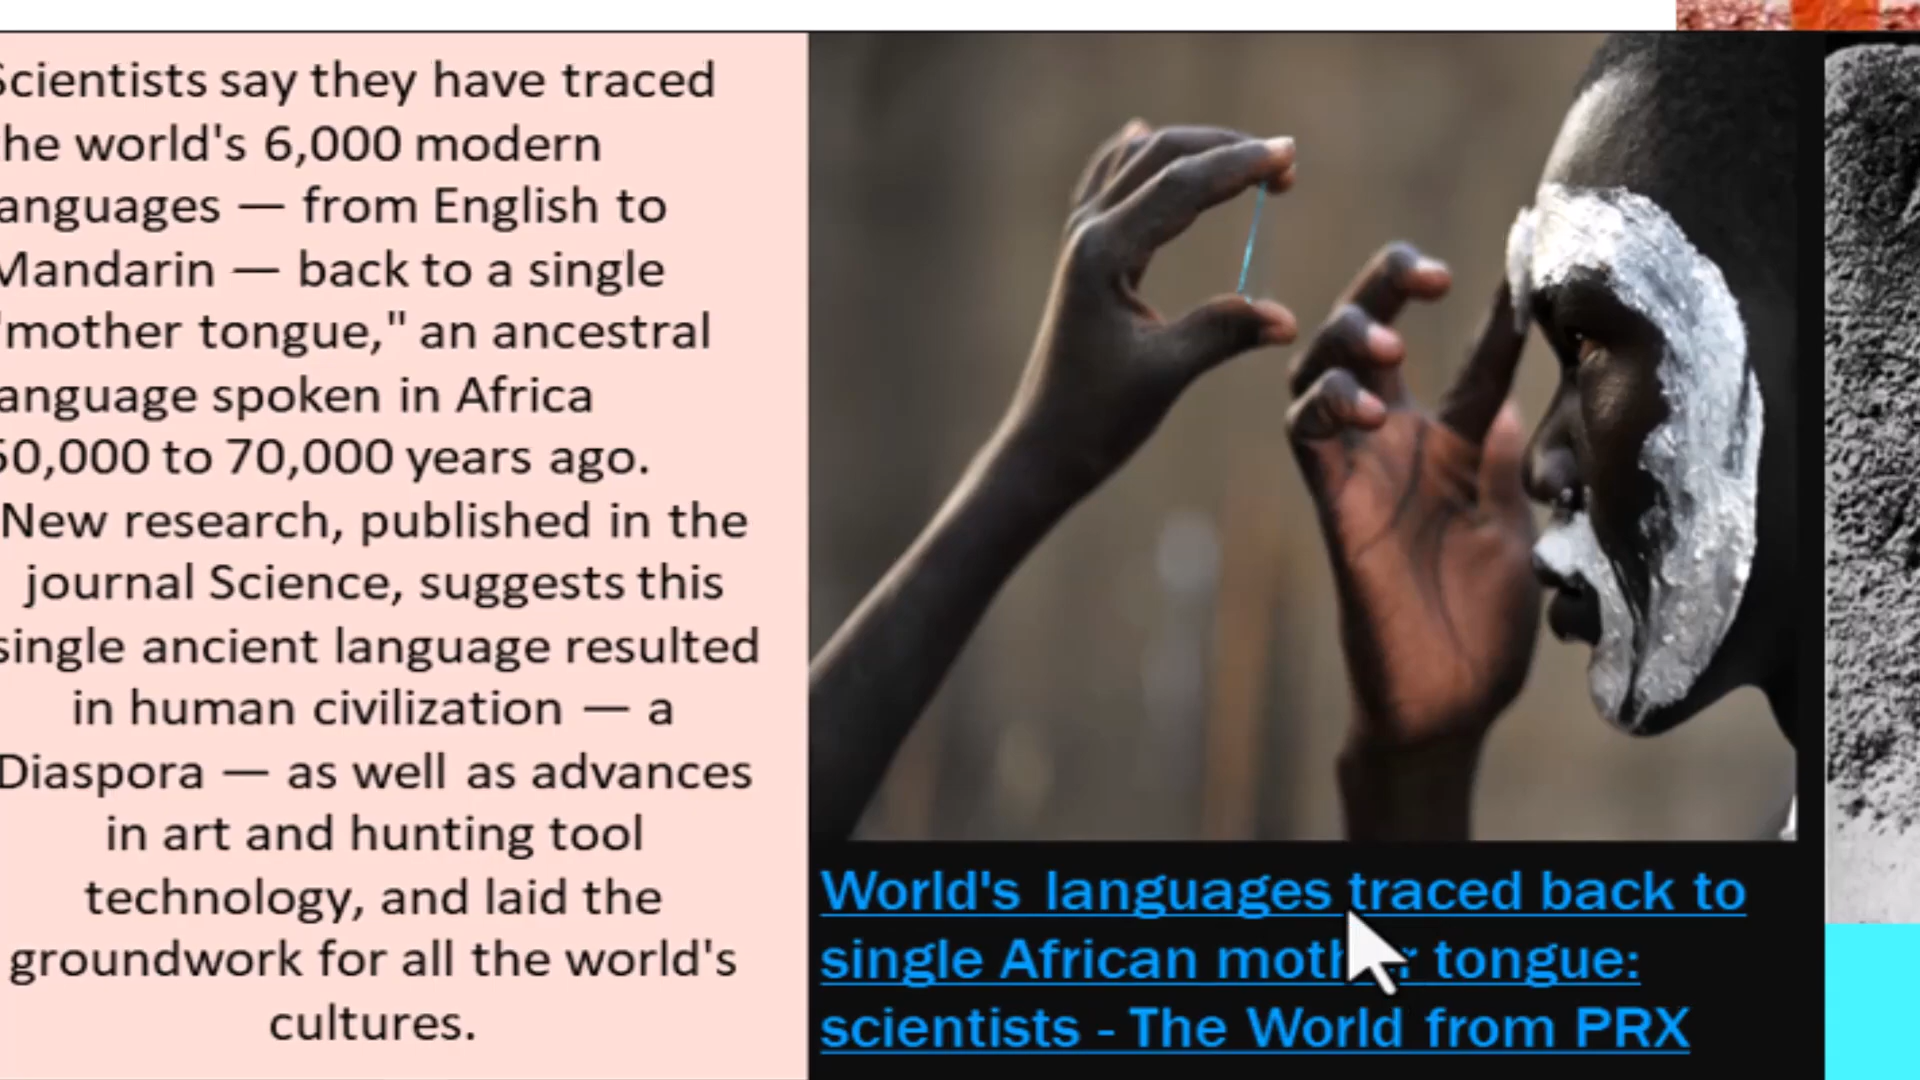 Scientists say they have traced
he world's 6,000 modern
anguages — from English to
Mandarin — back to a single
"mother tongue," an ancestral
anguage spoken in Africa
50,000 to 70,000 years ago.
New research, published in the
journal Science, suggests this
single ancient language resulted
in human civilization — a
Diaspora — as well as advances
in art and hunting tool
technology, and laid the
groundwork for all the world's
cultures.
World's languages traced back to
single African mother tongue:
scientists - The World from PRX